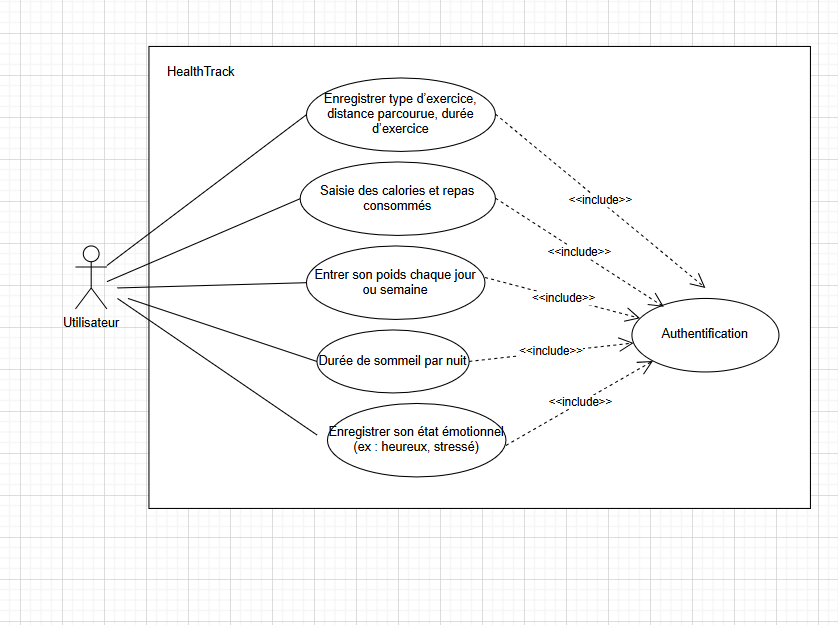 HealthTrack
Enregistrer type d'exercice,
distance parcourue, durée
d'exercice
<<include>>
Saisie des calories et repas
consommés
<<include>>
Entrer son poids chaque jour
ou semaine
<<include>>
Utilisateur
Authentification
Durée de sommeil par nuit
<<include>>
Enregistrer son état émotionnel
(ex : heureux, stressé)
<<include>>